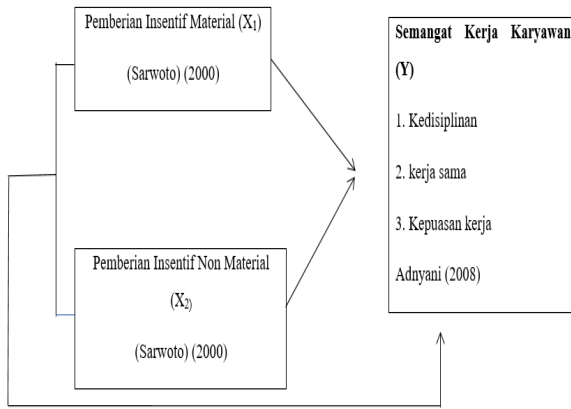 Pemberian Insentif Material (X₁)
(Sarwoto) (2000)
Pemberian Insentif Non Material
(X₂)
(Sarwoto) (2000)
Semangat Kerja Karyawan
(Y)
1. Kedisiplinan
2. kerja sama
3. Kepuasan kerja
Adnyani (2008)